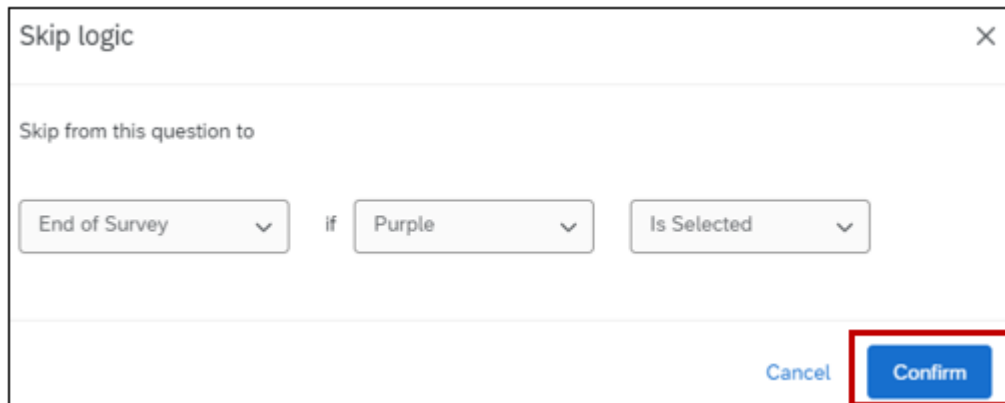 Skip logic
Skip from this question to
End of Survey if Purple Is Selected
Cancel Confirm